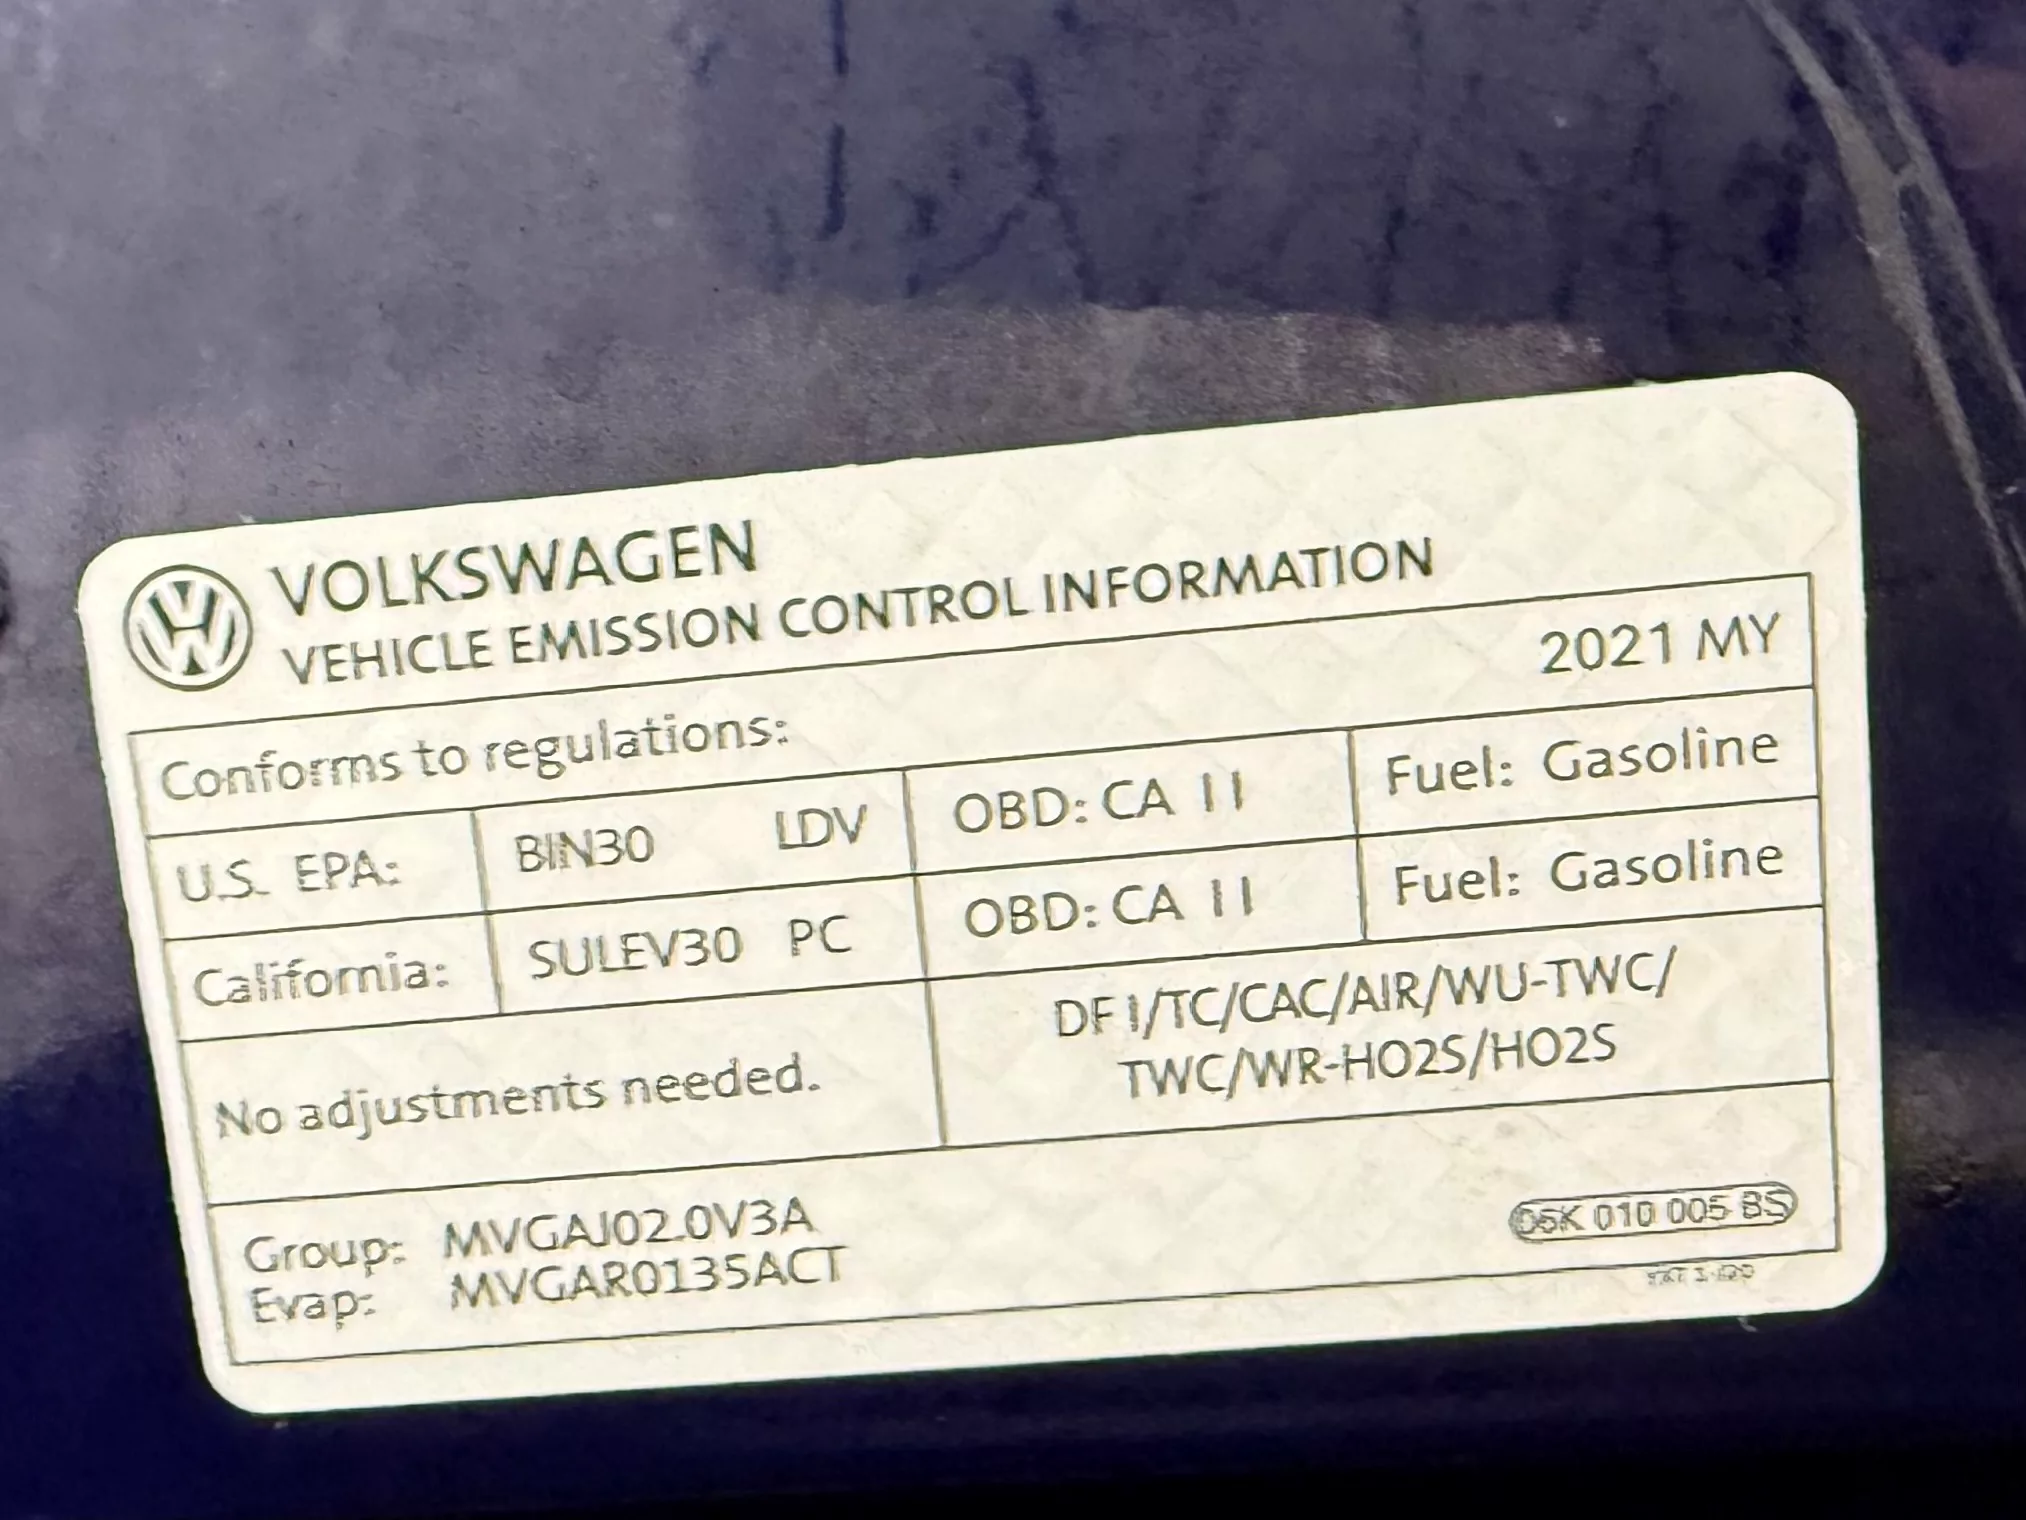 VOLKSWAGEN
VEHICLE EMISSION CONTROL INFORMATION
Conforms to regulations: 2021 MY
U.S. EPA: BIN30 LDV OBD: CA II Fuel: Gasoline
California: SULEV30 PC OBD: CA II Fuel: Gasoline
No adjustments needed.
DFI/TC/CAC/AIR/WU-TWC/
TWC/WR-HO2S/HO2S
Group: MVGAJ02.0V3A
Evap: MVGAR0135ACT
06K 010 005 BS